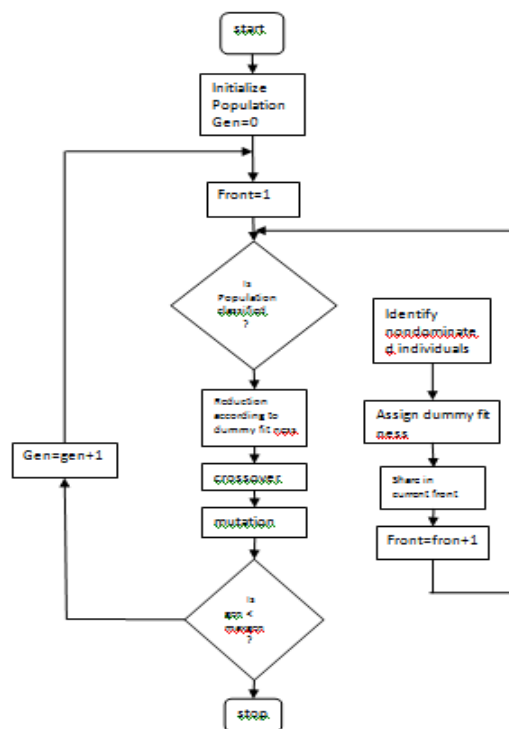 start
Initialize
Population
Gen=0
Front=1
Is
Population
classified
?
Identify
nondominate
d individuals
Reduction
according to
dummy fit ness
Assign dummy fit
ness
Gen=gen+1
crossover
Share in
current front
mutation
Front=fron+1
Is
gen <
maxgen
?
stop